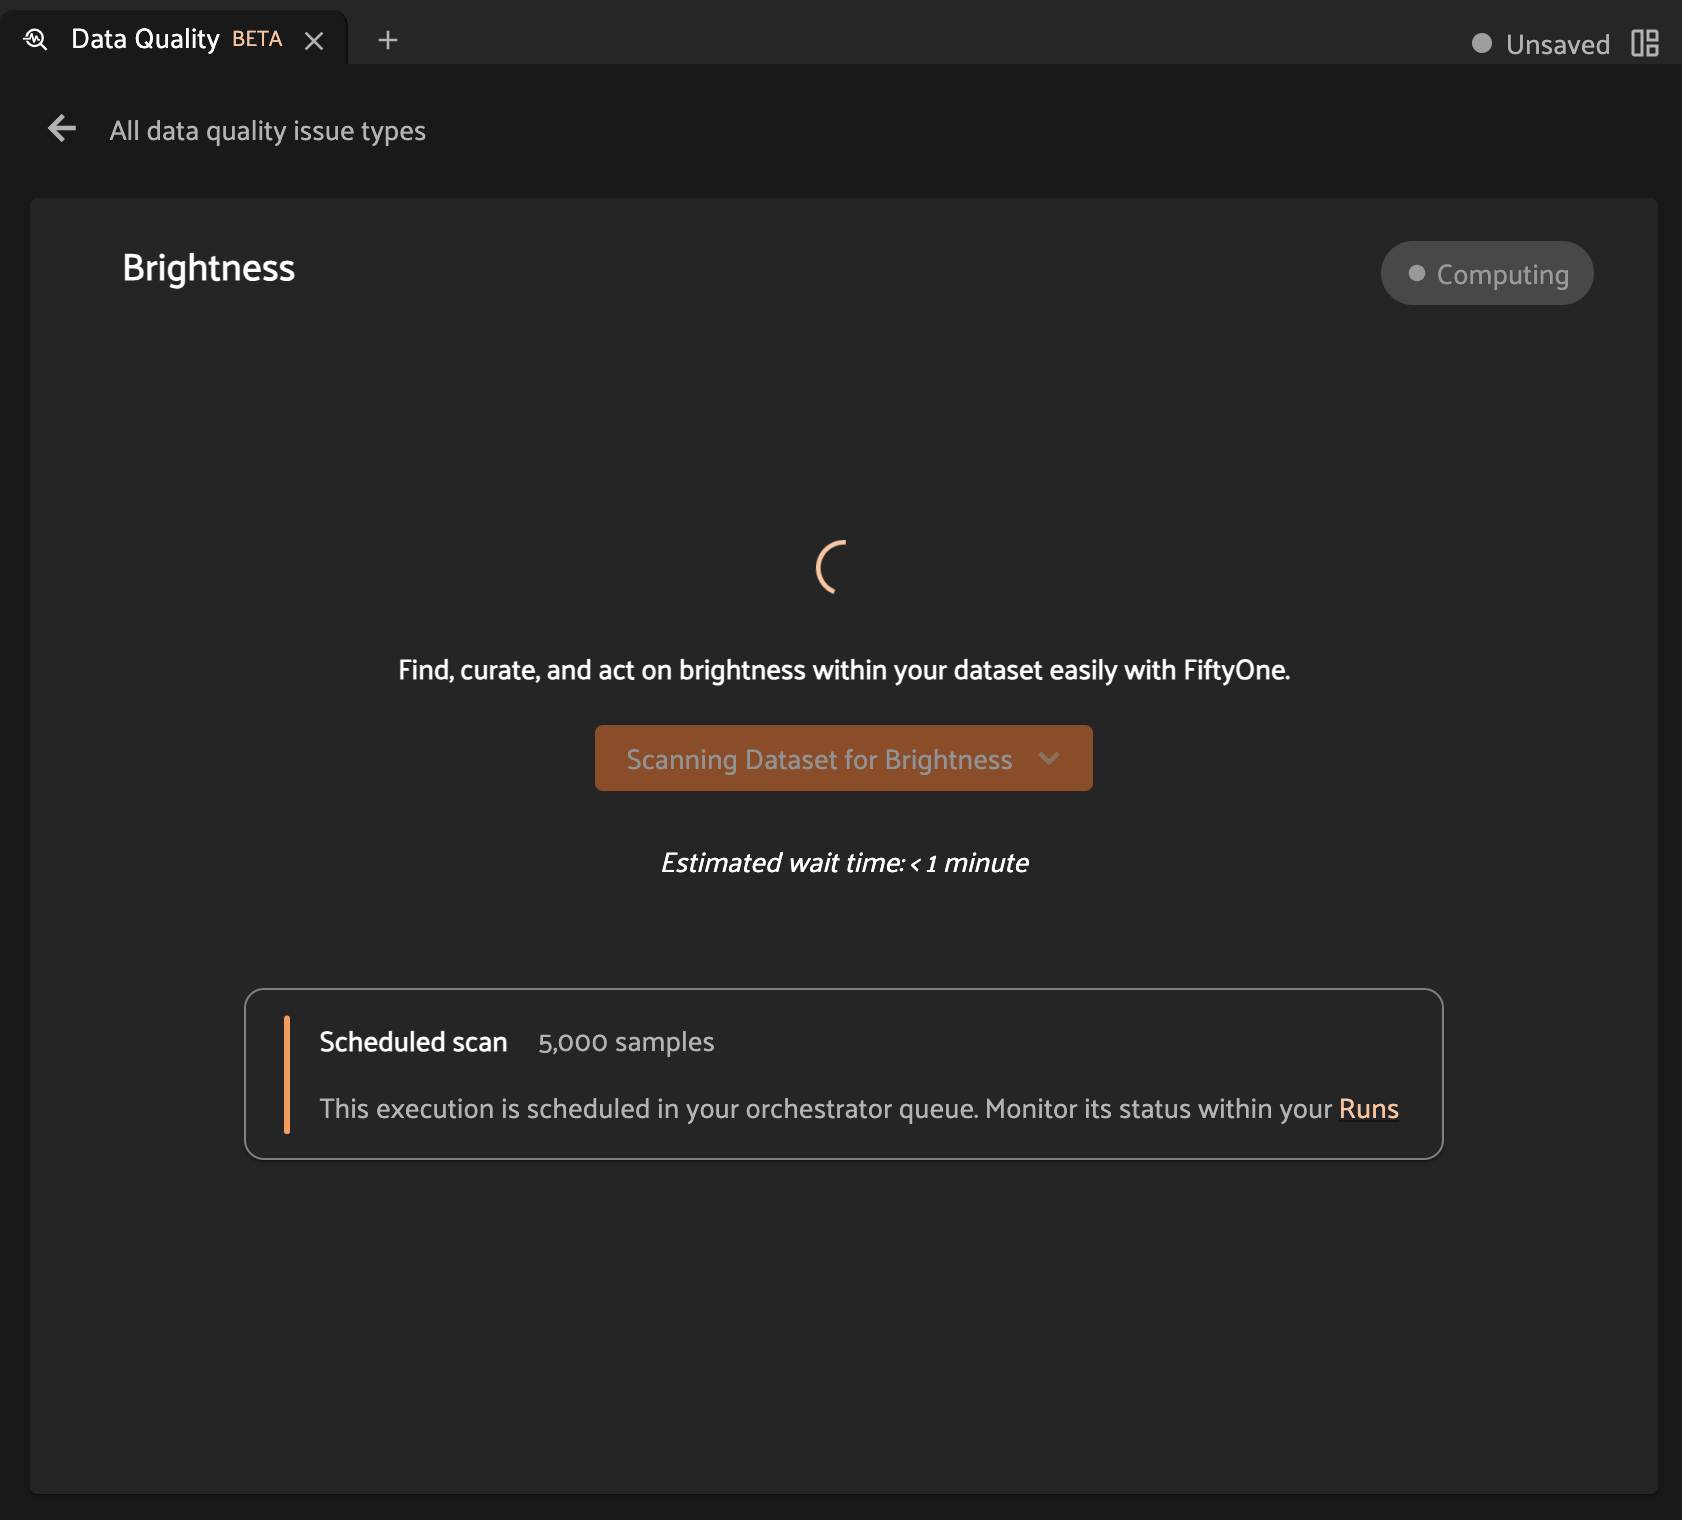 Data Quality BETA
Unsaved
All data quality issue types
Brightness
Computing
Find, curate, and act on brightness within your dataset easily with FiftyOne.
Scanning Dataset for Brightness
Estimated wait time: < 1 minute
Scheduled scan 5,000 samples
This execution is scheduled in your orchestrator queue. Monitor its status within your Runs